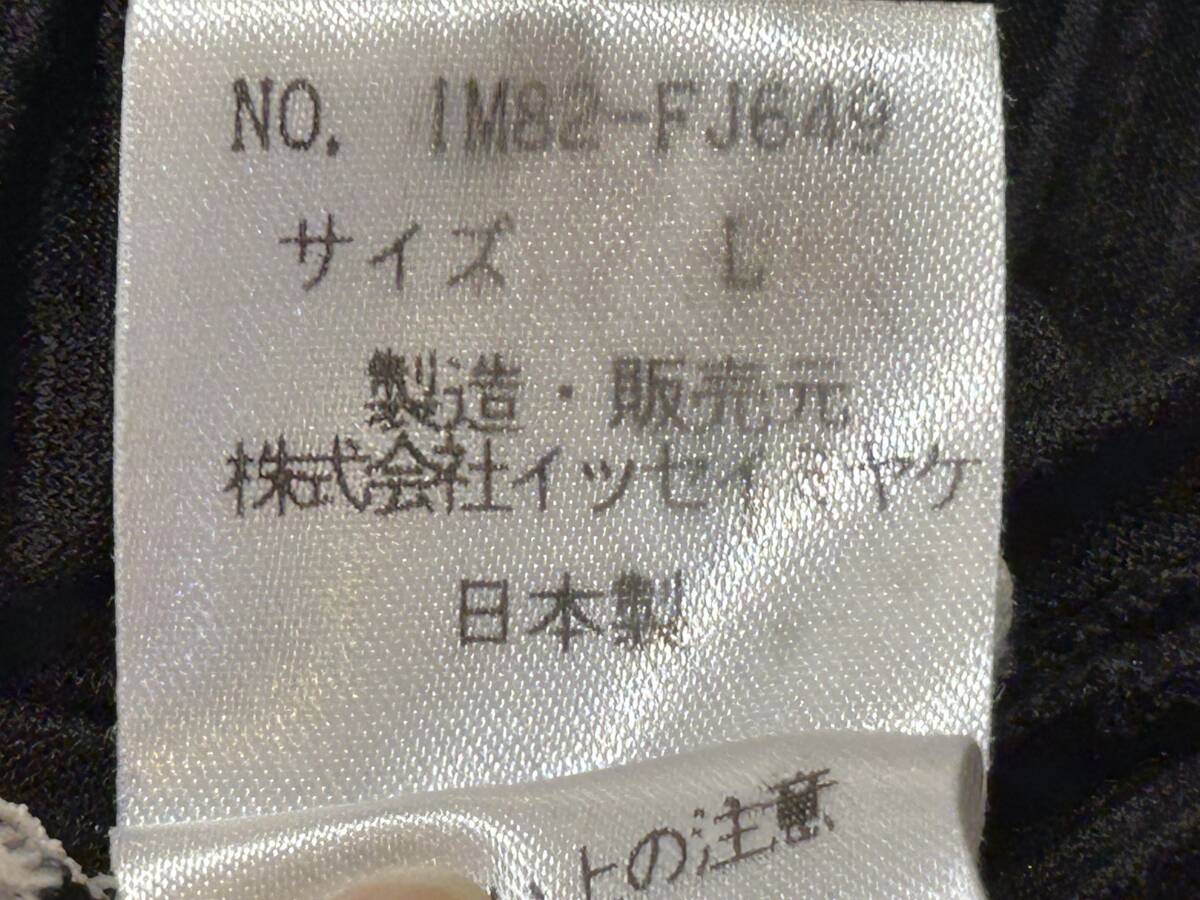 NO. IM82-FJ649
サイズ L
製造・販売元
株式会社イッセイミヤケ
日本製
上の注意